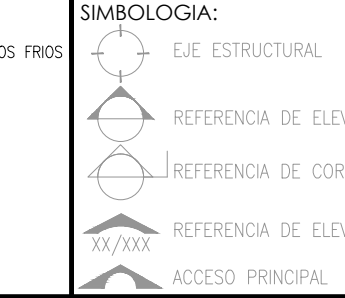 SIMBOLOGIA:
OS FRIOS
EJE ESTRUCTURAL
REFERENCIA DE ELEV
REFERENCIA DE COR
REFERENCIA DE ELEV
XX/XXX
ACCESO PRINCIPAL